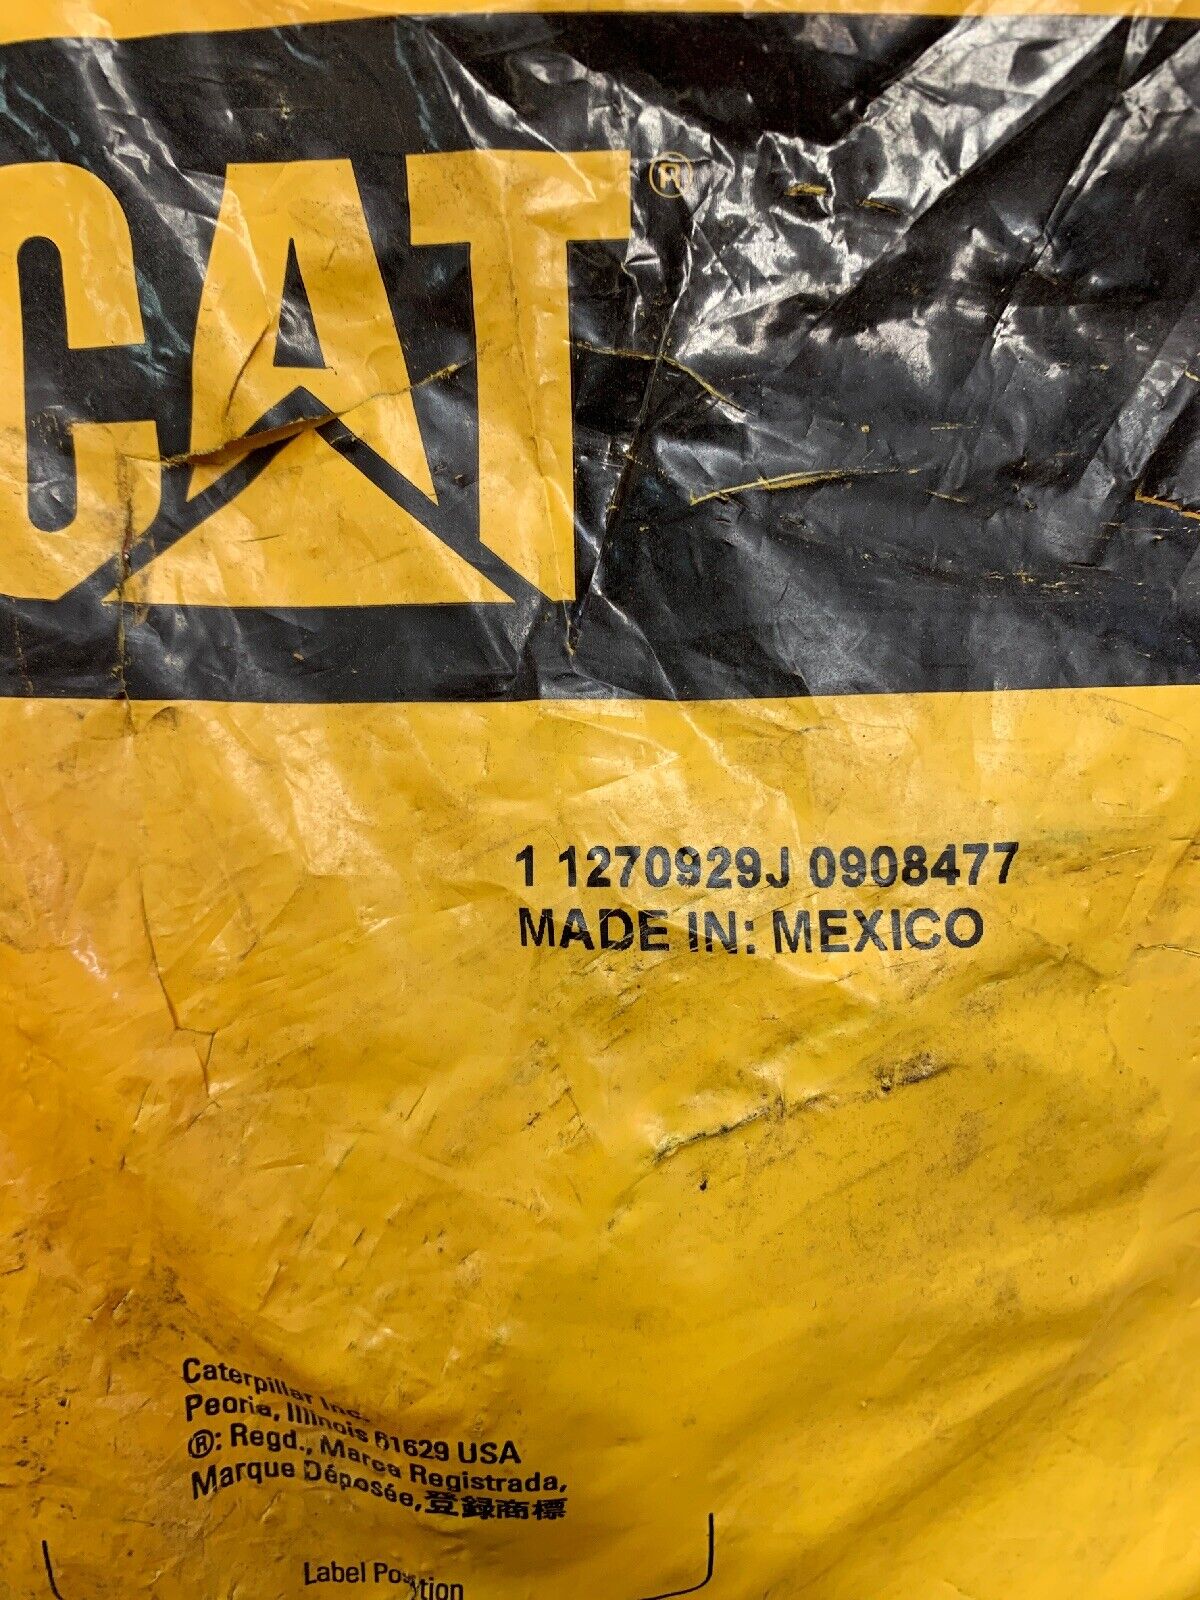 CAT®
1 1270929J 0908477
MADE IN: MEXICO
Caterpillar Inc.
Peoria, Illinois 61629 USA
®: Regd., Marca Registrada,
Marque Déposée,登録商標
Label Position